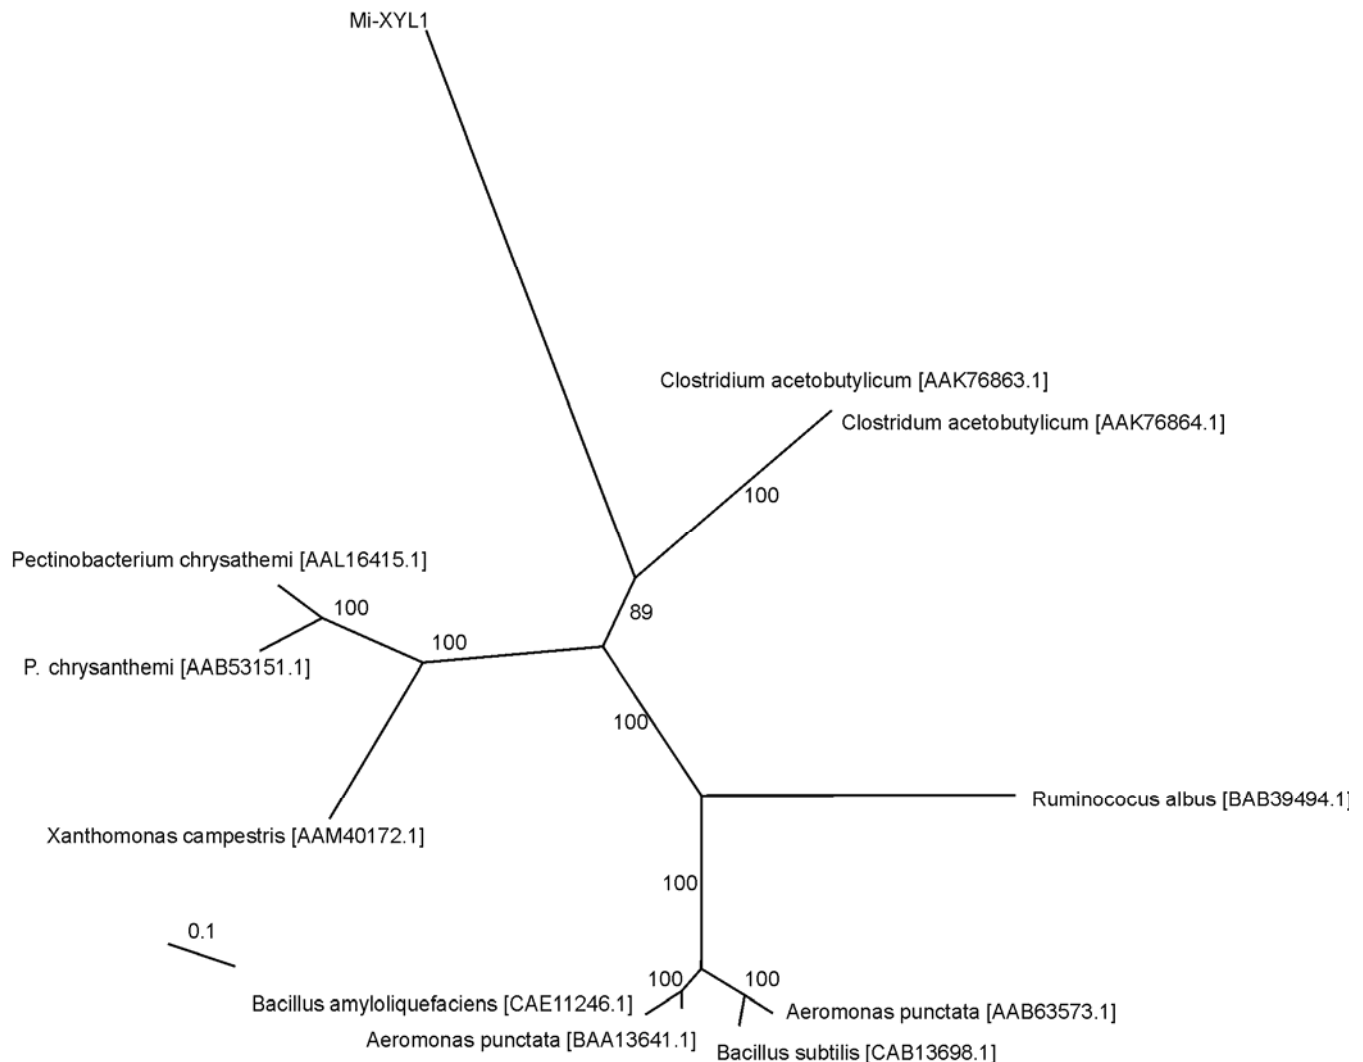 Mi-XYL1
Clostridium acetobutylicum [AAK76863.1]
Clostridum acetobutylicum [AAK76864.1]
100
Pectinobacterium chrysathemi [AAL16415.1]
100
89
100
P. chrysanthemi [AAB53151.1]
100
Ruminococus albus [BAB39494.1]
Xanthomonas campestris [AAM40172.1]
100
0.1
100
100
Bacillus amyloliquefaciens [CAE11246.1]
Aeromonas punctata [AAB63573.1]
Aeromonas punctata [BAA13641.1]
Bacillus subtilis [CAB13698.1]